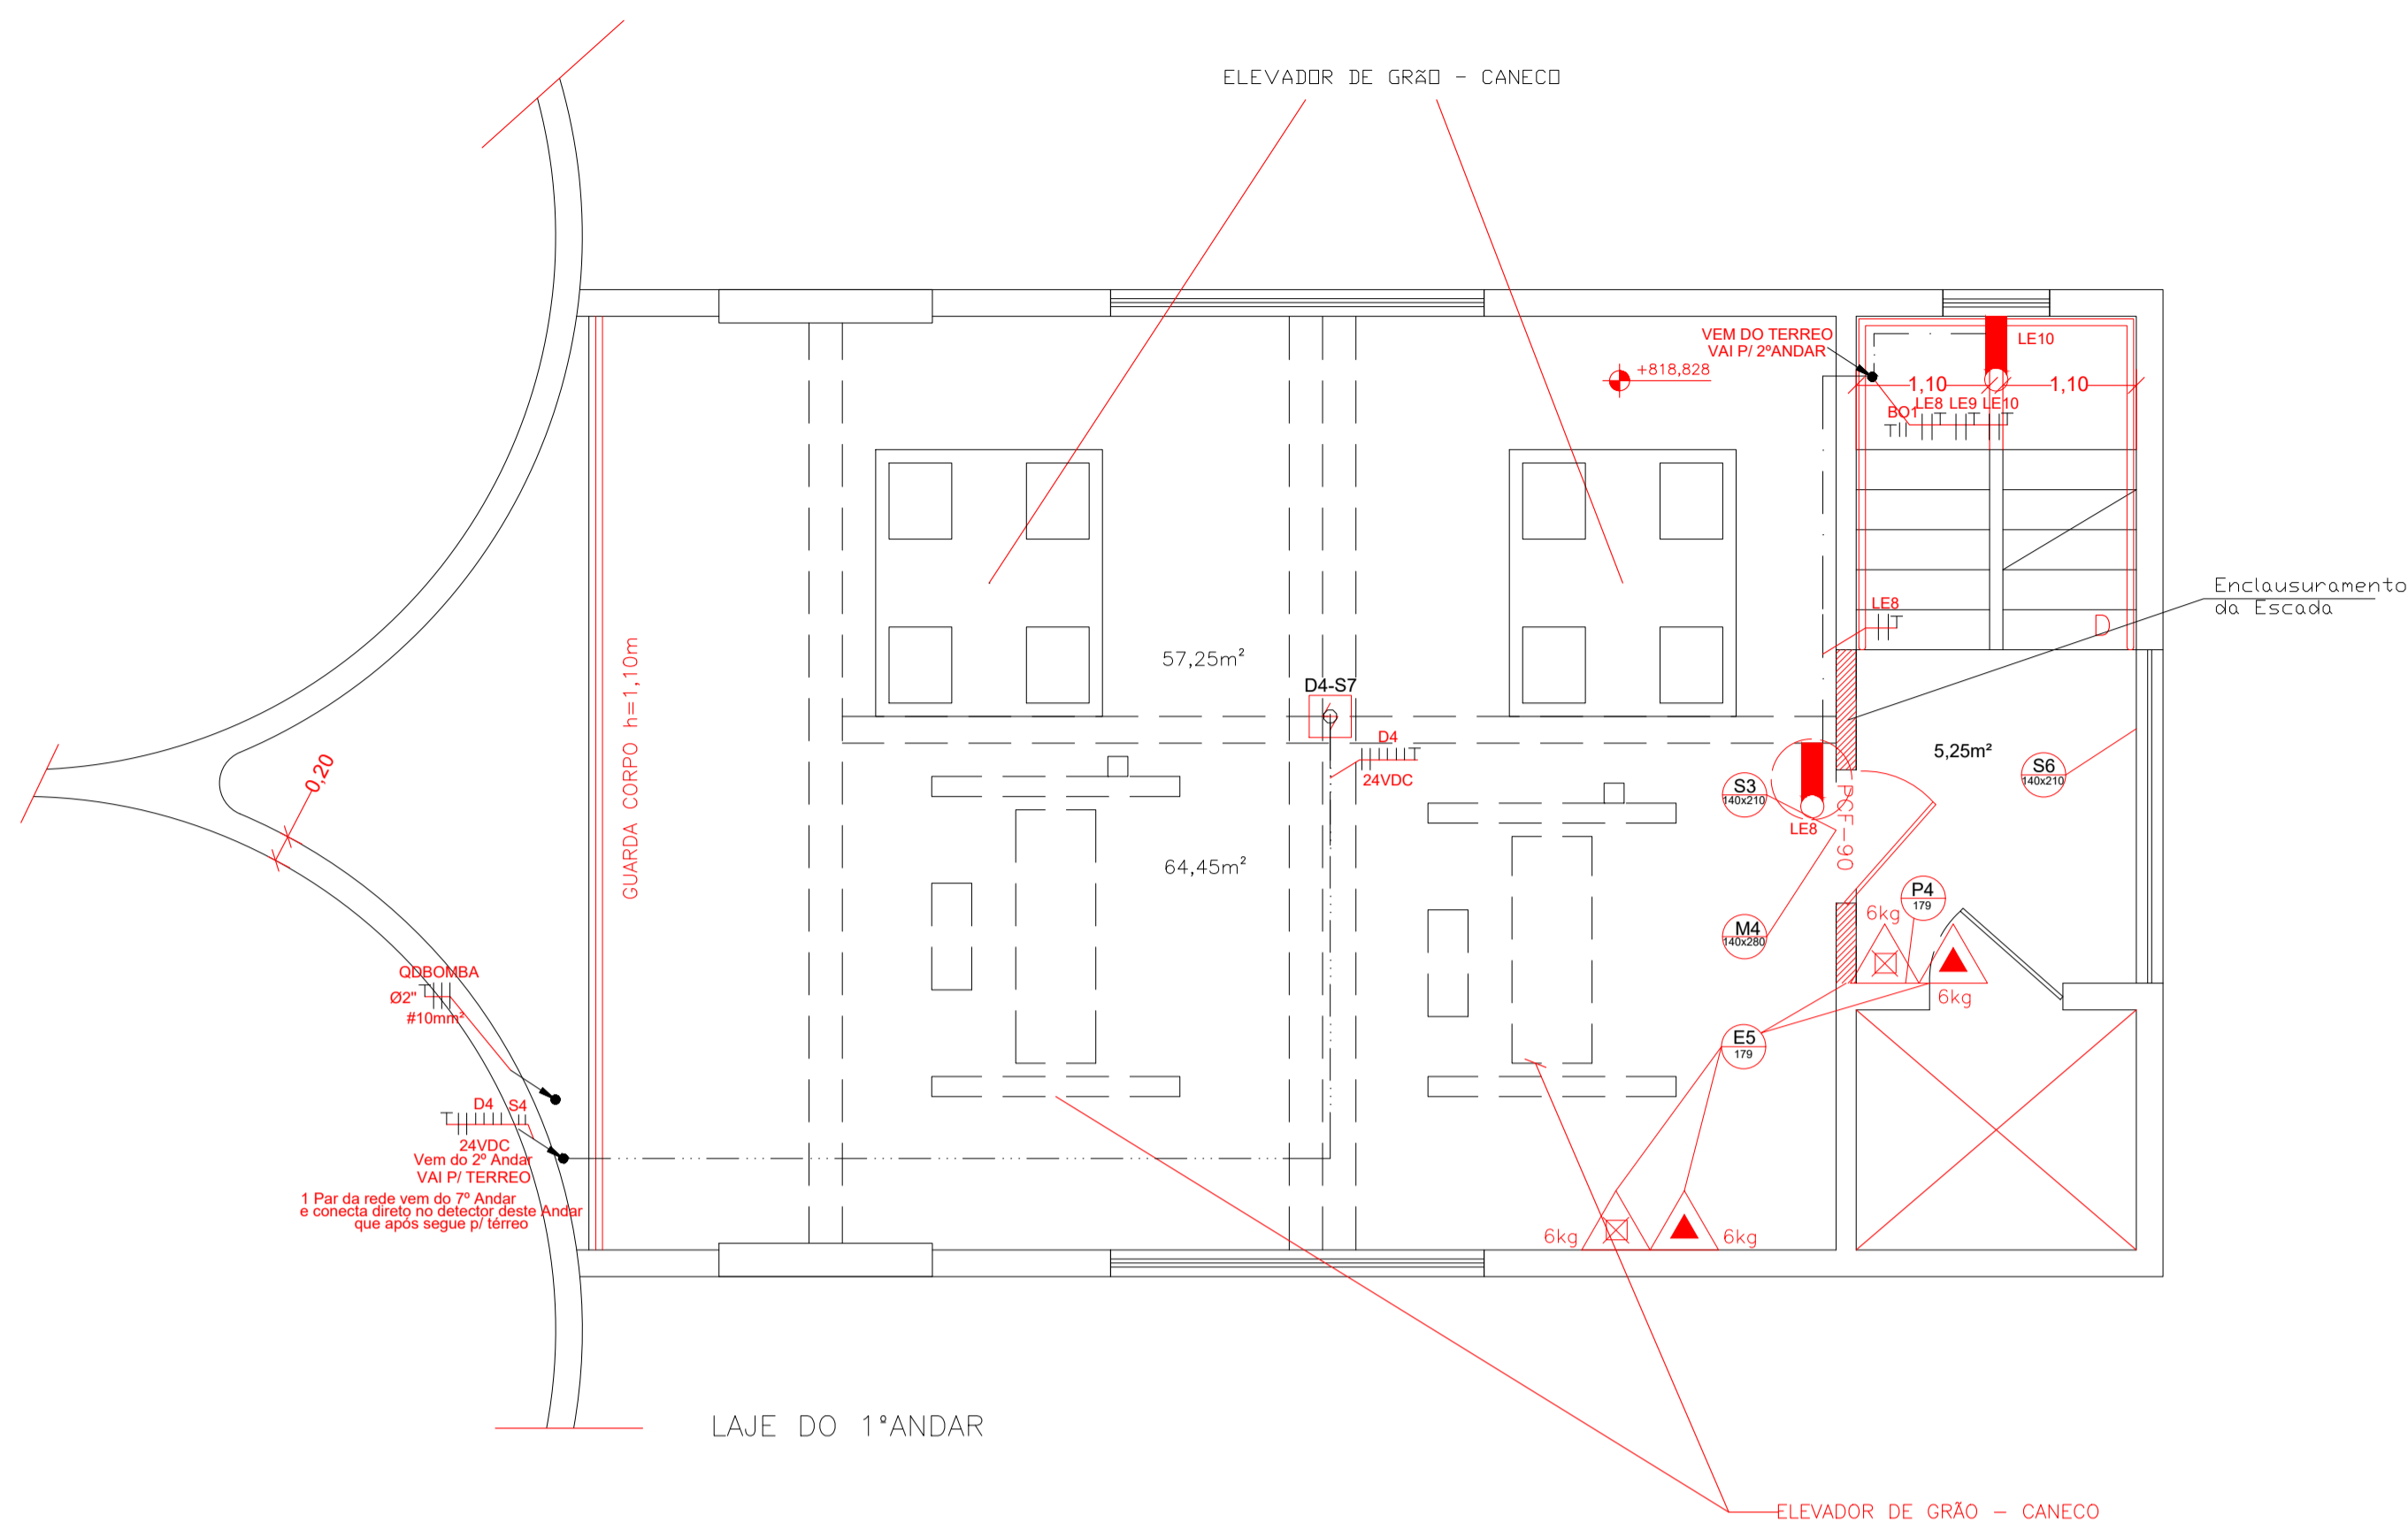 ELEVADOR DE GRãO - CANECO
VEM DO TERREO
VAI P/ 2ºANDAR
LE10
+818,828
1,10
1,10
BO1
LE8
LE9
LE10
Enclausuramento
da Escada
LE8
D
57,25m²
GUARDA CORPO h=1,10m
D4-S7
D4
24VDC
5,25m²
S6
140x210
S3
140x210
LE8
PCF-90
0,20
64,45m²
P4
179
6kg
M4
140x280
6kg
QDBOMBA
Ø2"
#10mm²
E5
179
D4
S4
24VDC
Vem do 2º Andar
VAI P/ TERREO
1 Par da rede vem do 7º Andar
e conecta direto no detector deste Andar
que após segue p/ térreo
6kg
6kg
LAJE DO 1ºANDAR
ELEVADOR DE GRÃO - CANECO